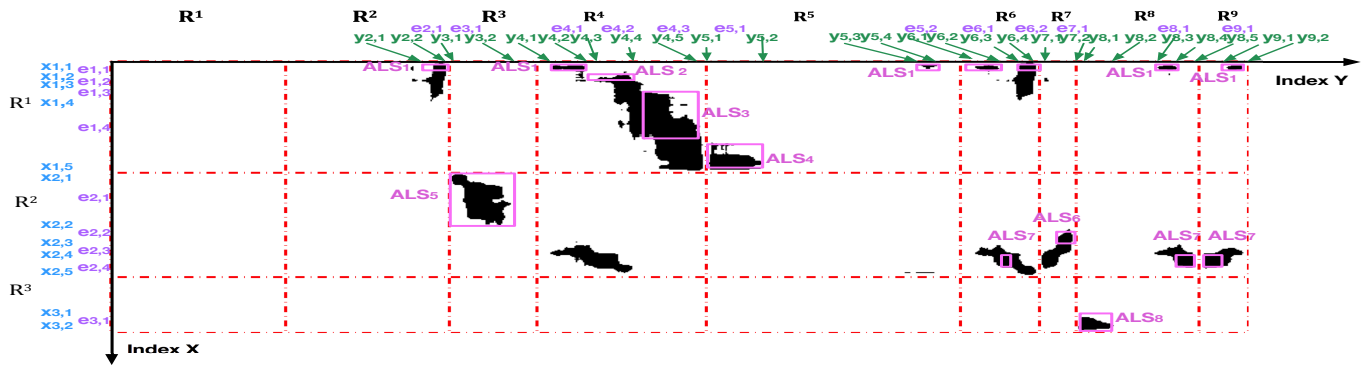 R¹ R² R³ R⁴ R⁵ R⁶ R⁷ R⁸ R⁹
e2,1 e3,1 e4,1 e4,2 e4,3 e5,1 e5,2 e6,1 e6,2 e7,1 e8,1 e9,1
y2,1 y2,2 y3,1 y3,2 y4,1 y4,2 y4,3 y4,4 y4,5 y5,1 y5,2 y5,3 y5,4 y6,1 y6,2 y6,3 y6,4 y7,1 y7,2 y8,1 y8,2 y8,3 y8,4 y8,5 y9,1 y9,2
x1,1 e1,1 ALS1 ALS1 ALS2 ALS1 ALS1 ALS1
Index Y
x1,2 e1,2
x1,3 e1,3
R¹ x1,4
ALS3
e1,4
ALS4
x1,5
x2,1
R² e2,1 ALS5
x2,2
e2,2 ALS6
x2,3 ALS7 ALS7 ALS7
x2,4 e2,3
x2,5 e2,4
R³
x3,1
e3,1 ALS8
x3,2
Index X